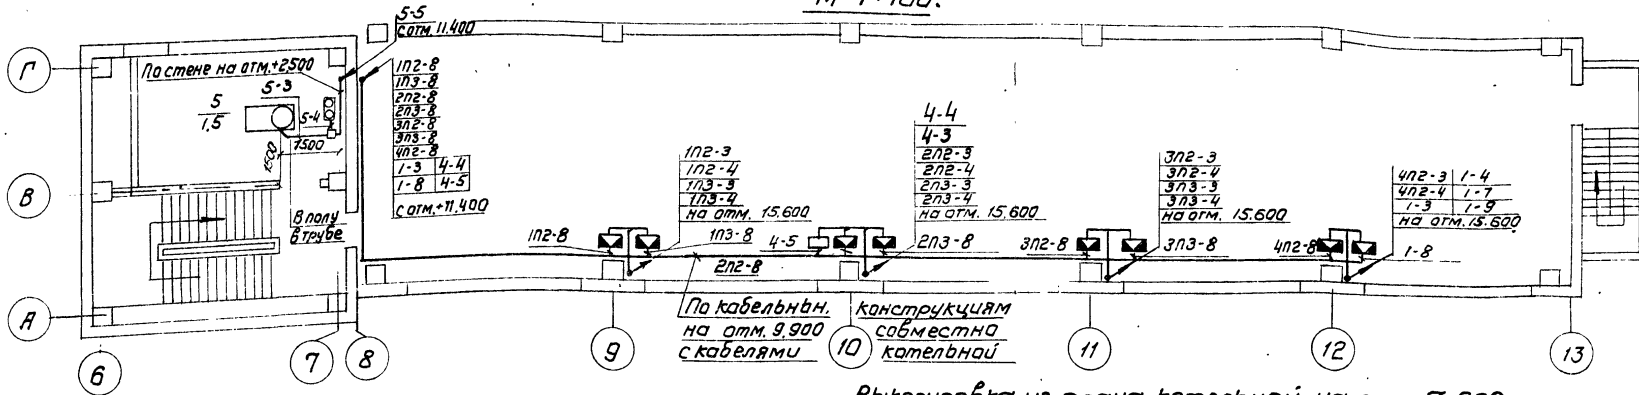 М 1:100.
5-5
с отм. 11.400
Г
По стене на отм.+2500
5-3
5
1,5
5-4
1500
1500
В
В полу
в трубе
А
1П2-8
1П3-8
2П2-8
2П3-8
3П2-8
3П3-8
4П2-8
1-3 4-4
1-8 4-5
с отм.+11.400
1П2-3
1П2-4
1П3-3
1П3-4
на отм. 15.600
4-4
4-3
2П2-3
2П2-4
2П3-3
2П3-4
на отм. 15.600
3П2-3
3П2-4
3П3-3
3П3-4
на отм. 15.600
4П2-3 1-4
4П2-4 1-7
1-3 1-9
на отм. 15.600
1П2-8
1П3-8
4-5
2П3-8
3П2-8
3П3-8
4П2-8
1-8
2П2-8
По кабельн.
на отм. 9.900
с кабелями
конструкциям
совместно
котельной
6
7
8
9
10
11
12
13